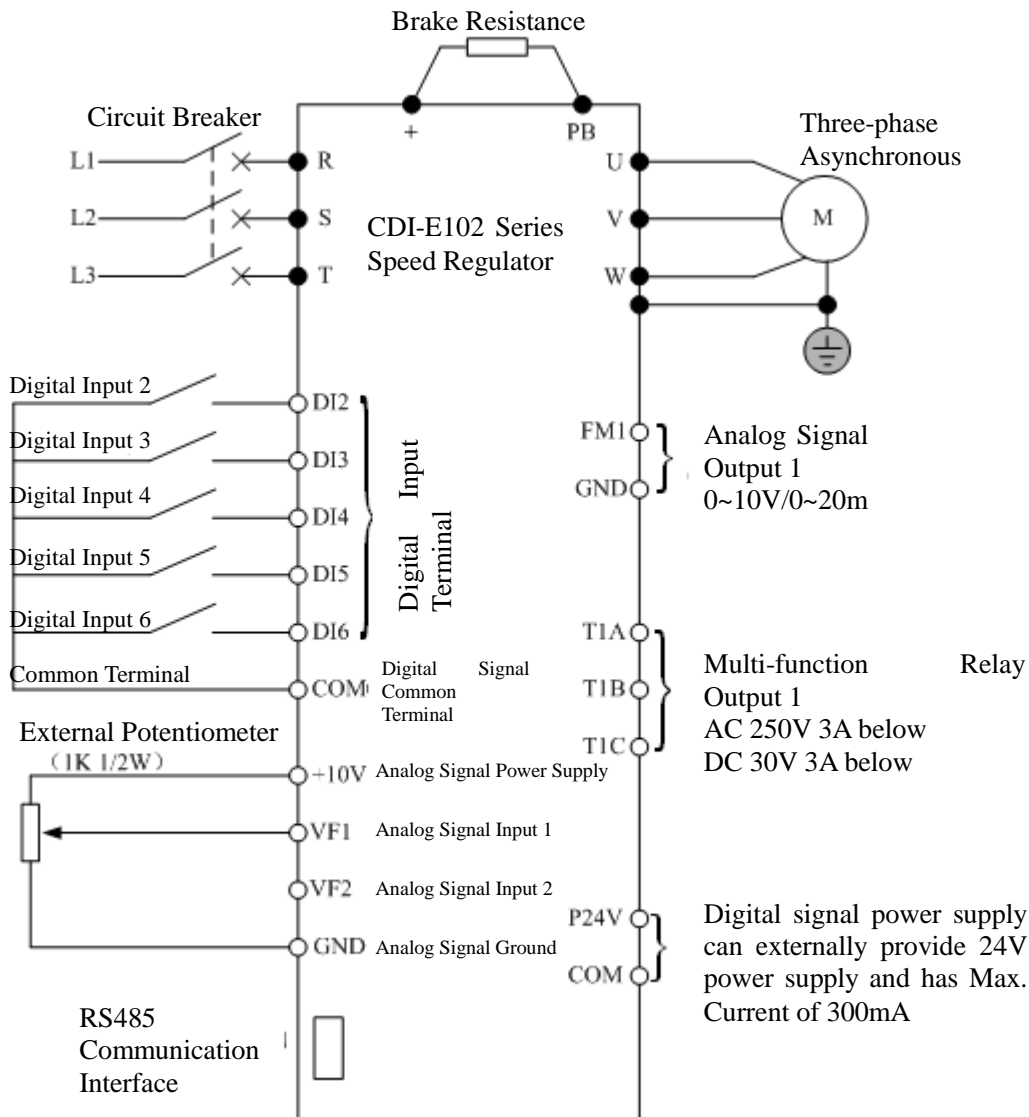 Brake Resistance
+
PB
Circuit Breaker
L1
L2
L3
R
S
T
CDI-E102 Series
Speed Regulator
U
V
W
Three-phase
Asynchronous
M
Digital Input 2
Digital Input 3
Digital Input 4
Digital Input 5
Digital Input 6
Common Terminal
DI2
DI3
DI4
DI5
DI6
COM
Digital Input
Terminal
Digital Signal
Common
Terminal
External Potentiometer
（1K 1/2W）
+10V
Analog Signal Power Supply
VF1
Analog Signal Input 1
VF2
Analog Signal Input 2
GND
Analog Signal Ground
RS485
Communication
Interface
FM1
GND
Analog Signal
Output 1
0~10V/0~20m
T1A
T1B
T1C
Multi-function Relay
Output 1
AC 250V 3A below
DC 30V 3A below
P24V
COM
Digital signal power supply
can externally provide 24V
power supply and has Max.
Current of 300mA